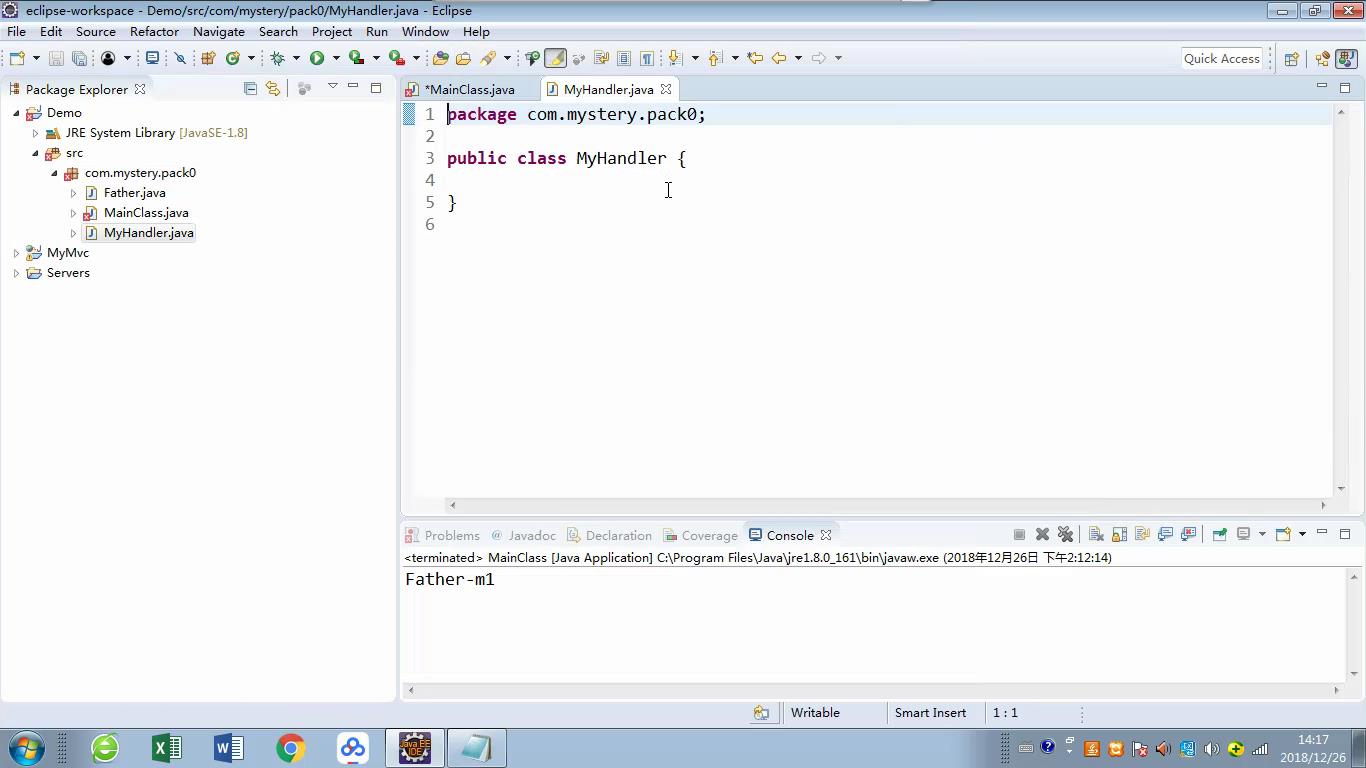 eclipse-workspace - Demo/src/com/mystery/pack0/MyHandler.java - Eclipse
File Edit Source Refactor Navigate Search Project Run Window Help
Quick Access
Package Explorer
Demo
JRE System Library [JavaSE-1.8]
src
com.mystery.pack0
Father.java
MainClass.java
MyHandler.java
MyMvc
Servers
*MainClass.java MyHandler.java
1 package com.mystery.pack0;
2
3 public class MyHandler {
4
5 }
6
Problems @ Javadoc Declaration Coverage Console
<terminated> MainClass [Java Application] C:\Program Files\Java\jre1.8.0_161\bin\javaw.exe (2018年12月26日 下午2:12:14)
Father-m1
Writable Smart Insert 1 : 1
Java EE
IDE
14:17
2018/12/26